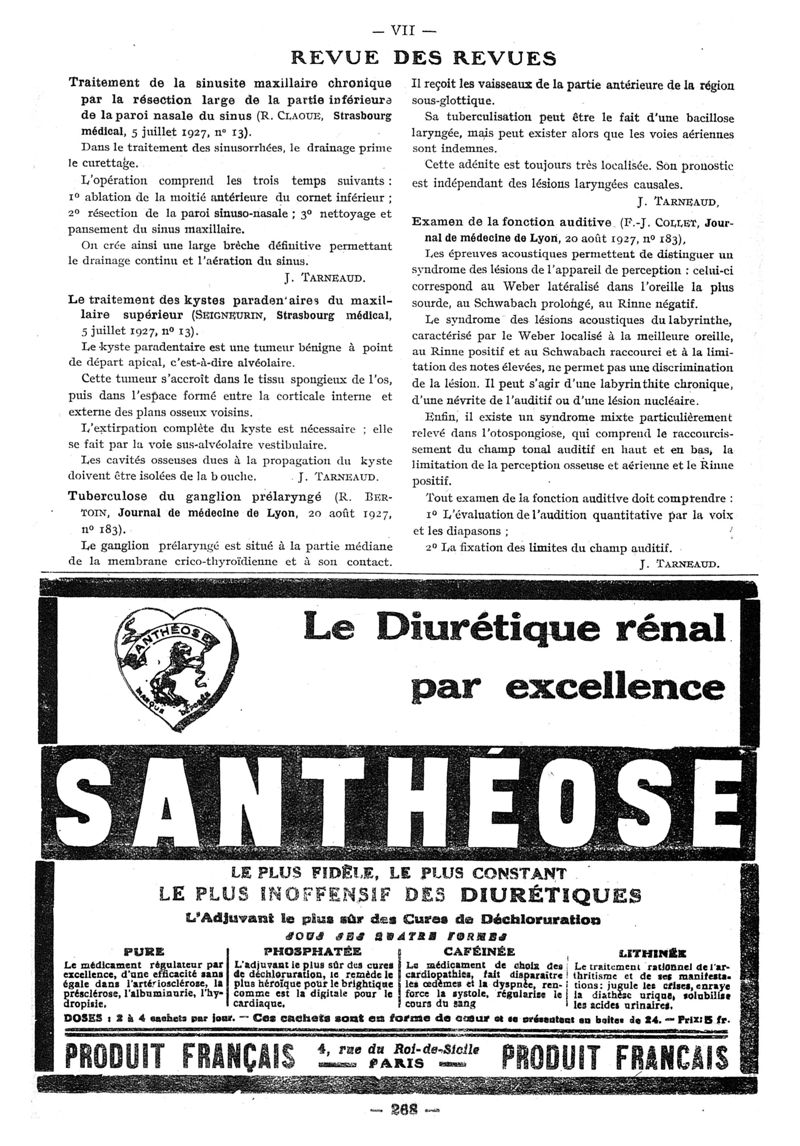 — VII —
REVUE DES REVUES
Traitement de la sinusite maxillaire chronique
par la résection large de la partie inférieure
de la paroi nasale du sinus (R. CLAOUE, Strasbourg
médical, 5 juillet 1927, nº 13).
Dans le traitement des sinusorrhées, le drainage prime
le curettage.
L'opération comprend les trois temps suivants :
1º ablation de la moitié antérieure du cornet inférieur ;
2º résection de la paroi sinuso-nasale ; 3º nettoyage et
pansement du sinus maxillaire.
On crée ainsi une large brèche définitive permettant
le drainage continu et l'aération du sinus.
J. TARNEAUD.
Le traitement des kystes paraden'aires du maxil-
laire supérieur (SEIGNEURIN, Strasbourg médical,
5 juillet 1927, nº 13).
Le kyste paradentaire est une tumeur bénigne à point
de départ apical, c'est-à-dire alvéolaire.
Cette tumeur s'accroît dans le tissu spongieux de l'os,
puis dans l'espace formé entre la corticale interne et
externe des plans osseux voisins.
L'extirpation complète du kyste est nécessaire ; elle
se fait par la voie sus-alvéolaire vestibulaire.
Les cavités osseuses dues à la propagation du kyste
doivent être isolées de la bouche. J. TARNEAUD.
Tuberculose du ganglion prélaryngé (R. BER-
TOIN, Journal de médecine de Lyon, 20 août 1927,
nº 183).
Le ganglion prélaryngé est situé à la partie médiane
de la membrane crico-thyroïdienne et à son contact.
Il reçoit les vaisseaux de la partie antérieure de la région
sous-glottique.
Sa tuberculisation peut être le fait d'une bacillose
laryngée, mais peut exister alors que les voies aériennes
sont indemnes.
Cette adénite est toujours très localisée. Son pronostic
est indépendant des lésions laryngées causales.
J. TARNEAUD,
Examen de la fonction auditive (F.-J. COLLET, Jour-
nal de médecine de Lyon, 20 août 1927, nº 183),
Les épreuves acoustiques permettent de distinguer un
syndrome des lésions de l'appareil de perception : celui-ci
correspond au Weber latéralisé dans l'oreille la plus
sourde, au Schwabach prolongé, au Rinne négatif.
Le syndrome des lésions acoustiques du labyrinthe,
caractérisé par le Weber localisé à la meilleure oreille,
au Rinne positif et au Schwabach raccourci et à la limi-
tation des notes élevées, ne permet pas une discrimination
de la lésion. Il peut s'agir d'une labyrinthite chronique,
d'une névrite de l'auditif ou d'une lésion nucléaire.
Enfin, il existe un syndrome mixte particulièrement
relevé dans l'otospongiose, qui comprend le raccourcis-
sement du champ tonal auditif en haut et en bas, la
limitation de la perception osseuse et aérienne et le Rinne
positif.
Tout examen de la fonction auditive doit comprendre :
1º L'évaluation de l'audition quantitative par la voix
et les diapasons ;
2º La fixation des limites du champ auditif.
J. TARNEAUD.
SANTHÉOSE
MARQUE DÉPOSÉE
Le Diurétique rénal
par excellence
SANTHÉOSE
LE PLUS FIDÈLE, LE PLUS CONSTANT
LE PLUS INOFFENSIF DES DIURÉTIQUES
L'Adjuvant le plus sûr des Cures de Déchloruration
SOUS SES QUATRE FORMES
PURE
Le médicament régulateur par
excellence, d'une efficacité sans
égale dans l'artériosclérose, la
présclérose, l'albuminurie, l'hy-
dropisie.
PHOSPHATÉE
L'adjuvant le plus sûr des cures
de déchloruration, le remède le
plus héroïque pour le brightique
comme est la digitale pour le
cardiaque.
CAFÉINÉE
Le médicament de choix des
cardiopathies, fait disparaître
les œdèmes et la dyspnée, ren-
force la systole, régularise le
cours du sang
LITHINÉE
Le traitement rationnel de l'ar-
thritisme et de ses manifesta-
tions; jugule les crises, enraye
la diathèse urique, solubilise
les acides urinaires.
DOSES : 2 à 4 cachets par jour. — Ces cachets sont en forme de cœur et se présentent en boîtes de 24. — Prix: 5 fr.
PRODUIT FRANÇAIS
4, rue du Roi-de-Sicile
PARIS
PRODUIT FRANCAIS
— 268 —